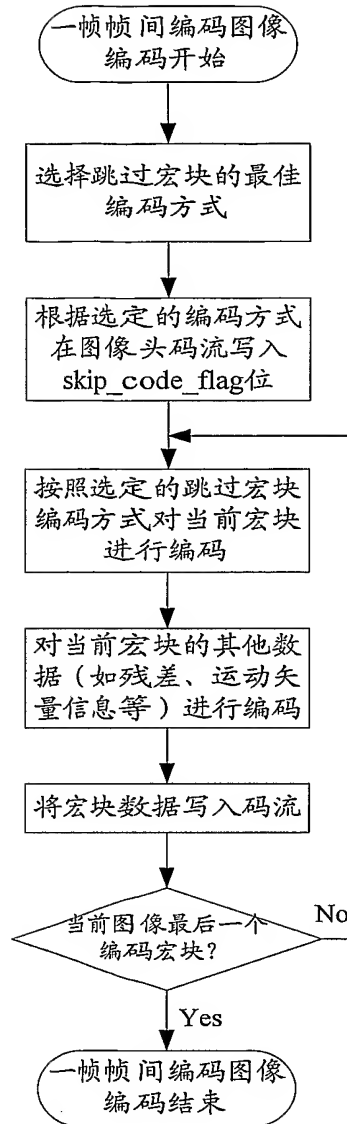 一帧帧间编码图像
编码开始
选择跳过宏块的最佳
编码方式
根据选定的编码方式
在图像头码流写入
skip_code_flag位
按照选定的跳过宏块
编码方式对当前宏块
进行编码
对当前宏块的其他数
据（如残差、运动矢
量信息等）进行编码
将宏块数据写入码流
当前图像最后一个
编码宏块？
No
Yes
一帧帧间编码图像
编码结束